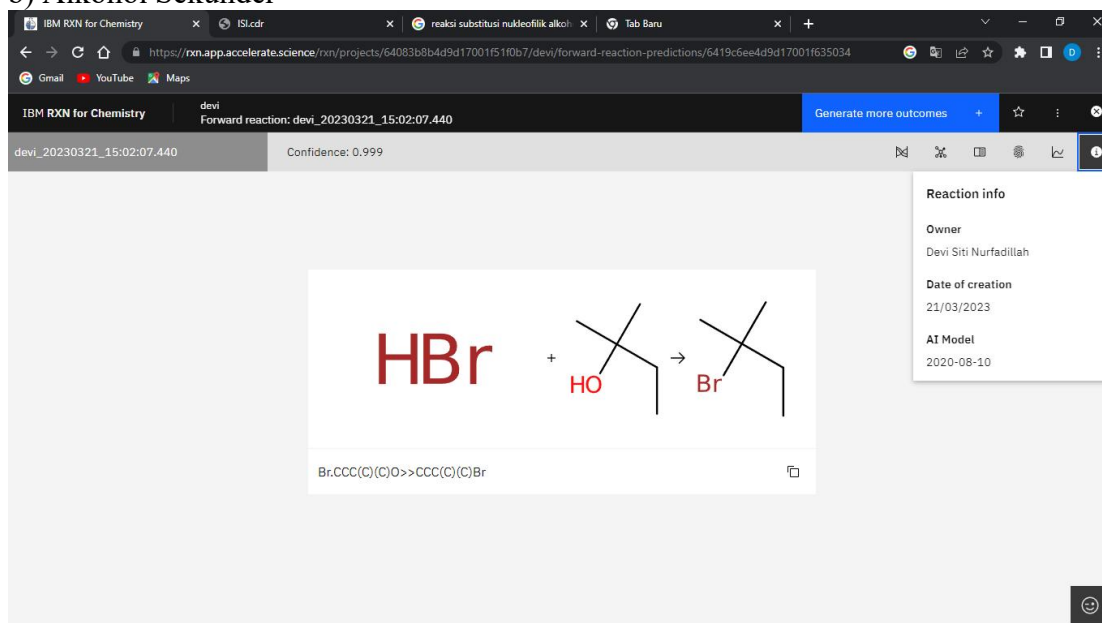 b) Alkohol Sekunder
IBM RXN for Chemistry
ISI.cdr
reaksi substitusi nukleofilik alkoh
Tab Baru
https://rxn.app.accelerate.science/rxn/projects/64083b8b4d9d17001f51f0b7/devi/forward-reaction-predictions/6419c6ee4d9d17001f635034
D
Gmail
YouTube
Maps
IBM RXN for Chemistry
devi
Forward reaction: devi_20230321_15:02:07.440
Generate more outcomes +
devi_20230321_15:02:07.440
Confidence: 0.999
Reaction info
Owner
Devi Siti Nurfadillah
Date of creation
21/03/2023
AI Model
2020-08-10
HBr + HO → Br
Br.CCC(C)(C)O>>CCC(C)(C)Br